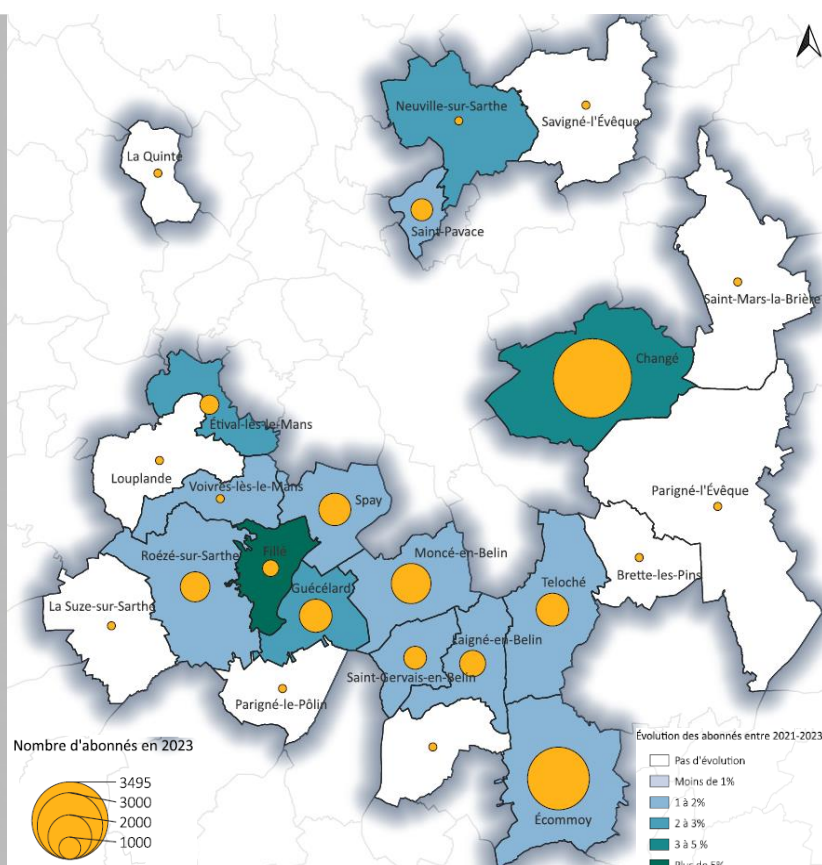 Neuville-sur-Sarthe
Savigné-l'Évêque
La Quinte
Saint-Pavace
Saint-Mars-la-Brière
Changé
Étival-lès-le-Mans
Louplande
Voivres-lès-le-Mans
Parigné-l'Évêque
Spay
Roézé-sur-Sarthe
Fillé
Moncé-en-Belin
Brette-les-Pins
Teloché
Guécélard
La Suze-sur-Sarthe
Laigné-en-Belin
Saint-Gervais-en-Belin
Parigné-le-Pôlin
Écommoy
Nombre d'abonnés en 2023
3495
3000
2000
1000
Évolution des abonnés entre 2021-2023
Pas d'évolution
Moins de 1%
1 à 2%
2 à 3%
3 à 5 %
Plus de 5%